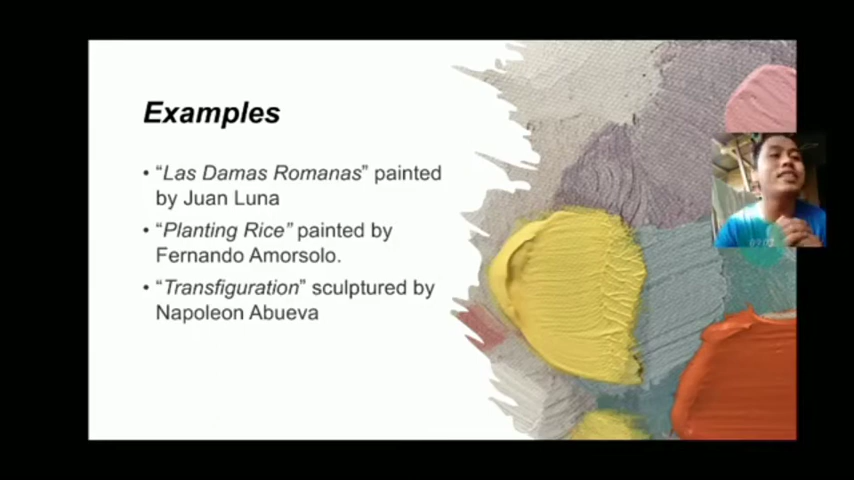 Examples
• “Las Damas Romanas” painted
by Juan Luna
• “Planting Rice” painted by
Fernando Amorsolo.
• “Transfiguration” sculptured by
Napoleon Abueva